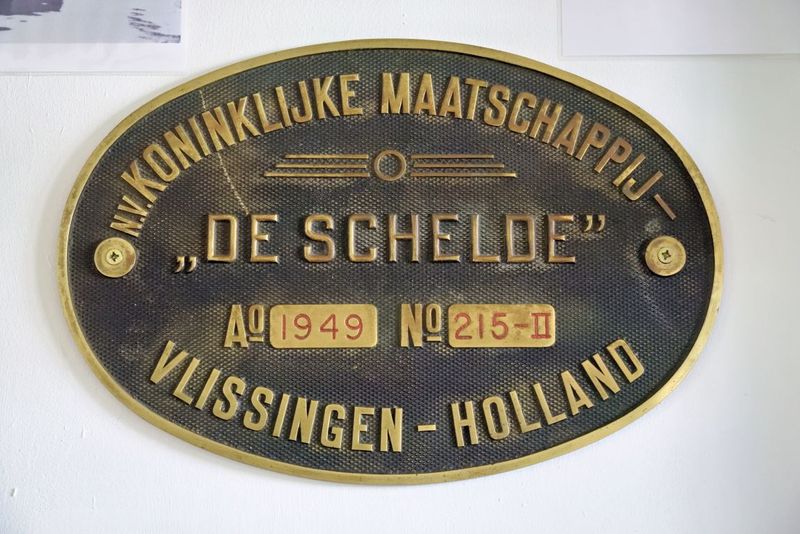 N.V. KONINKLIJKE MAATSCHAPPIJ-
„DE SCHELDE”
Aº 1949 Nº 215-II
VLISSINGEN - HOLLAND